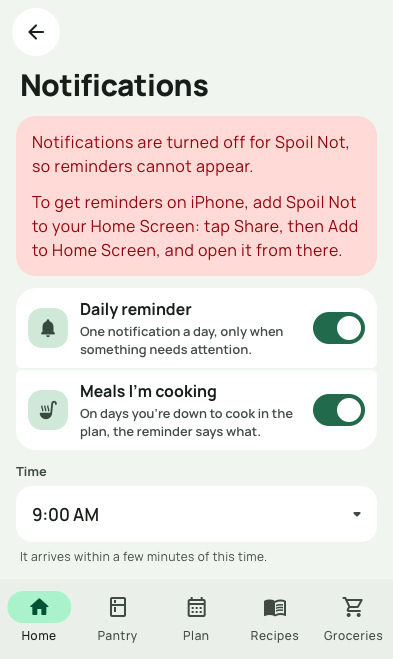 Notifications
Notifications are turned off for Spoil Not,
so reminders cannot appear.
To get reminders on iPhone, add Spoil Not
to your Home Screen: tap Share, then Add
to Home Screen, and open it from there.
Daily reminder
One notification a day, only when
something needs attention.
Meals I'm cooking
On days you're down to cook in the
plan, the reminder says what.
Time
9:00 AM
It arrives within a few minutes of this time.
Home
Pantry
Plan
Recipes
Groceries